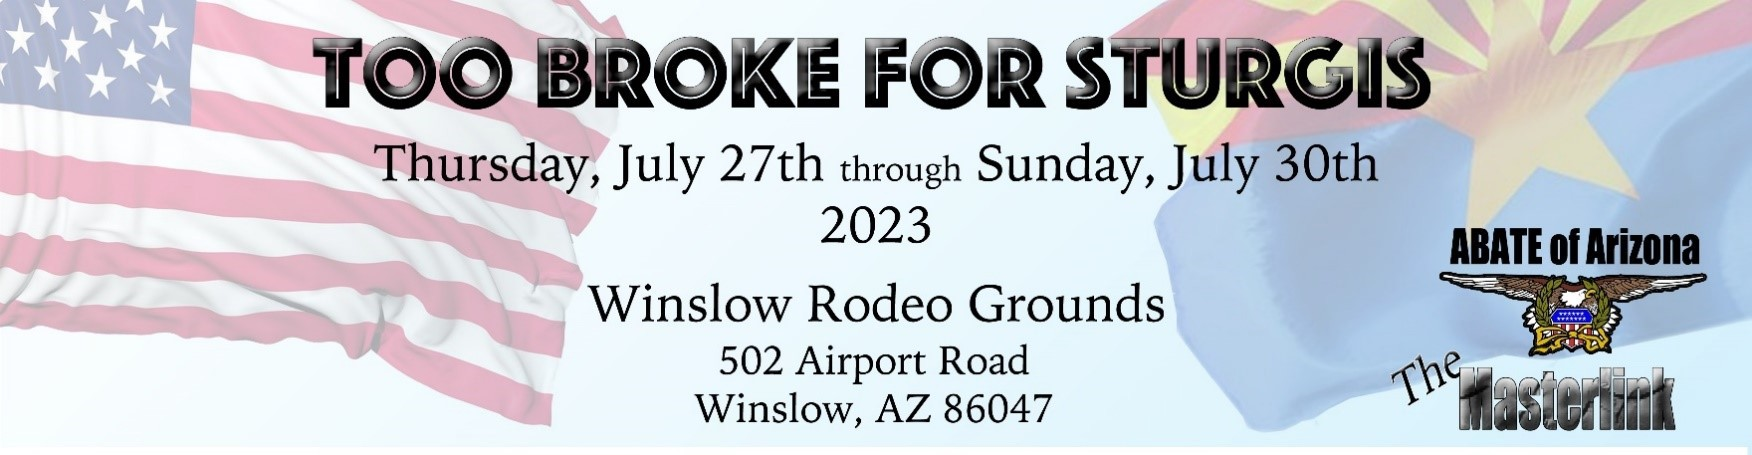 TOO BROKE FOR STURGIS
Thursday, July 27th through Sunday, July 30th
2023
Winslow Rodeo Grounds
502 Airport Road
Winslow, AZ 86047
ABATE of Arizona
The
Masterlink